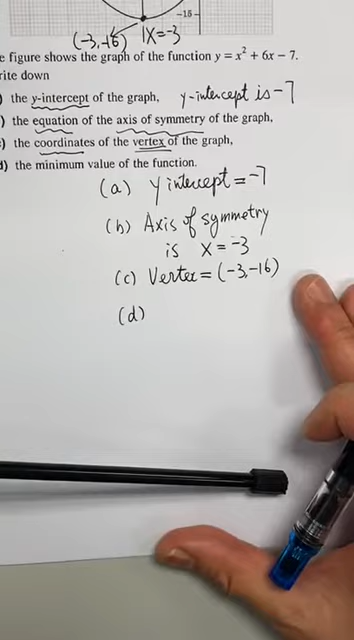 -16
(-3,-16) x=-3
e figure shows the graph of the function y = x² + 6x − 7.
rite down
) the y-intercept of the graph, y-intercept is -7
) the equation of the axis of symmetry of the graph,
) the coordinates of the vertex of the graph,
d) the minimum value of the function.
(a) y intercept = -7
(b) Axis of symmetry
is x = -3
(c) Vertex = (-3,-16)
(d)